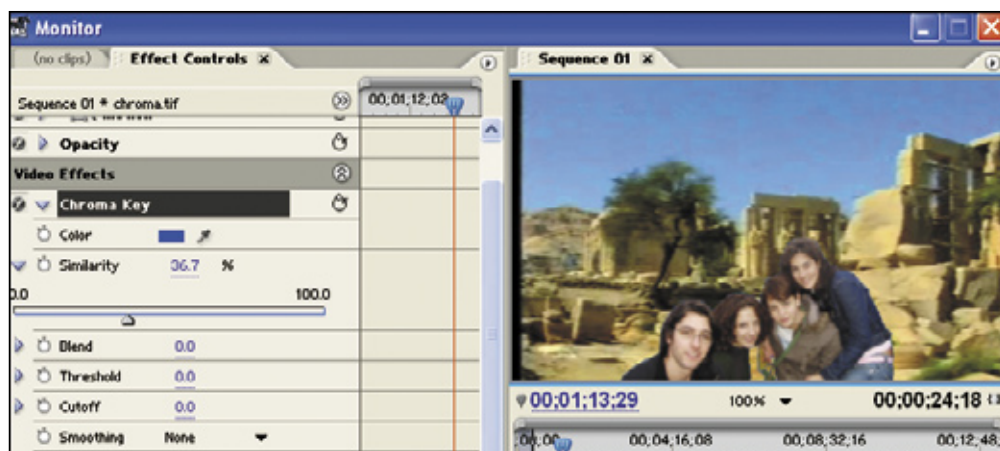 Monitor
(no clips) Effect Controls x
Sequence 01 * chroma.tif
00;01;12;02
Opacity
Video Effects
Chroma Key
Color
Similarity 36.7 %
0.0 100.0
Blend 0.0
Threshold 0.0
Cutoff 0.0
Smoothing None
Sequence 01 x
00;01;13;29 100% 00;00;24;18
00;04;16;08 00;08;32;16 00;12;48;